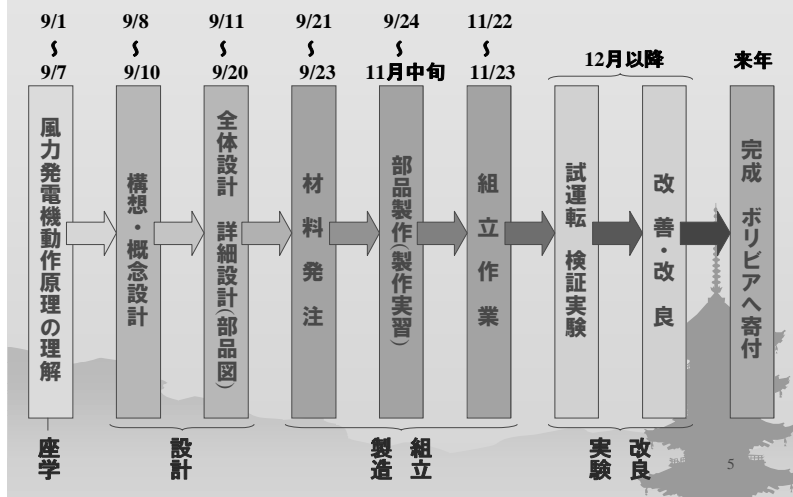 9/1
〜
9/7
9/8
〜
9/10
9/11
〜
9/20
9/21
〜
9/23
9/24
〜
11月中旬
11/22
〜
11/23
12月以降
来年
風力発電機動作原理の理解
構想・概念設計
全体設計 詳細設計(部品図)
材料発注
部品製作(製作実習)
組立作業
試運転 検証実験
改善・改良
完成 ボリビアへ寄付
座学
設計
製造
組立
実験
改良
5